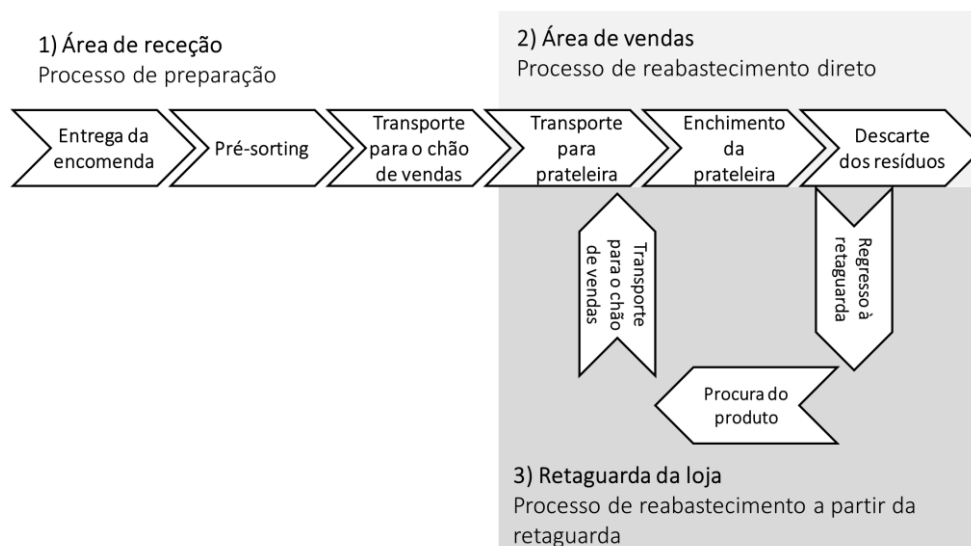 1) Área de receção
Processo de preparação
2) Área de vendas
Processo de reabastecimento direto
Entrega da
encomenda
Pré-sorting
Transporte
para o chão
de vendas
Transporte
para
prateleira
Enchimento
da
prateleira
Descarte
dos resíduos
Transporte
para o chão
de vendas
Regresso à
retaguarda
Procura do
produto
3) Retaguarda da loja
Processo de reabastecimento a partir da
retaguarda